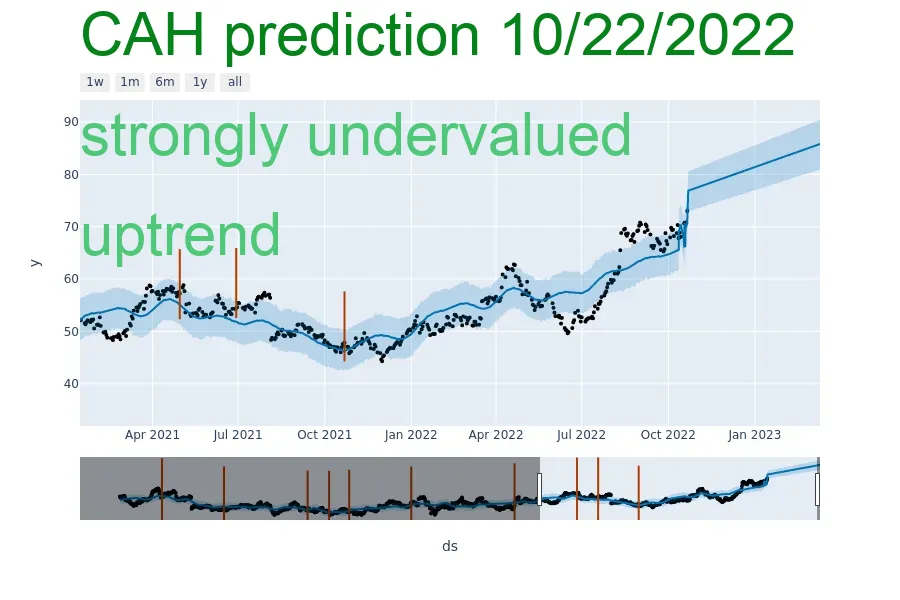 CAH prediction 10/22/2022
1w 1m 6m 1y all
90
strongly undervalued
80
70
uptrend
y
60
50
40
Apr 2021 Jul 2021 Oct 2021 Jan 2022 Apr 2022 Jul 2022 Oct 2022 Jan 2023
ds